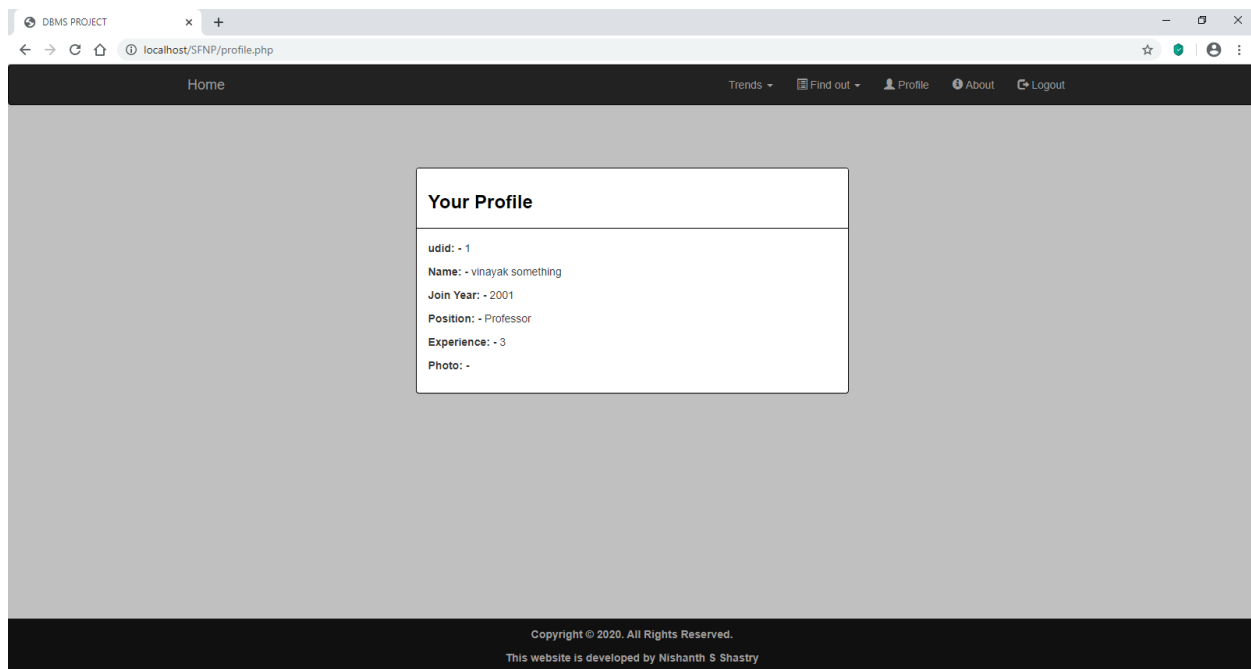 DBMS PROJECT
localhost/SFNP/profile.php
Home Trends Find out Profile About Logout
Your Profile
udid: - 1
Name: - vinayak something
Join Year: - 2001
Position: - Professor
Experience: - 3
Photo: -
Copyright © 2020. All Rights Reserved.
This website is developed by Nishanth S Shastry